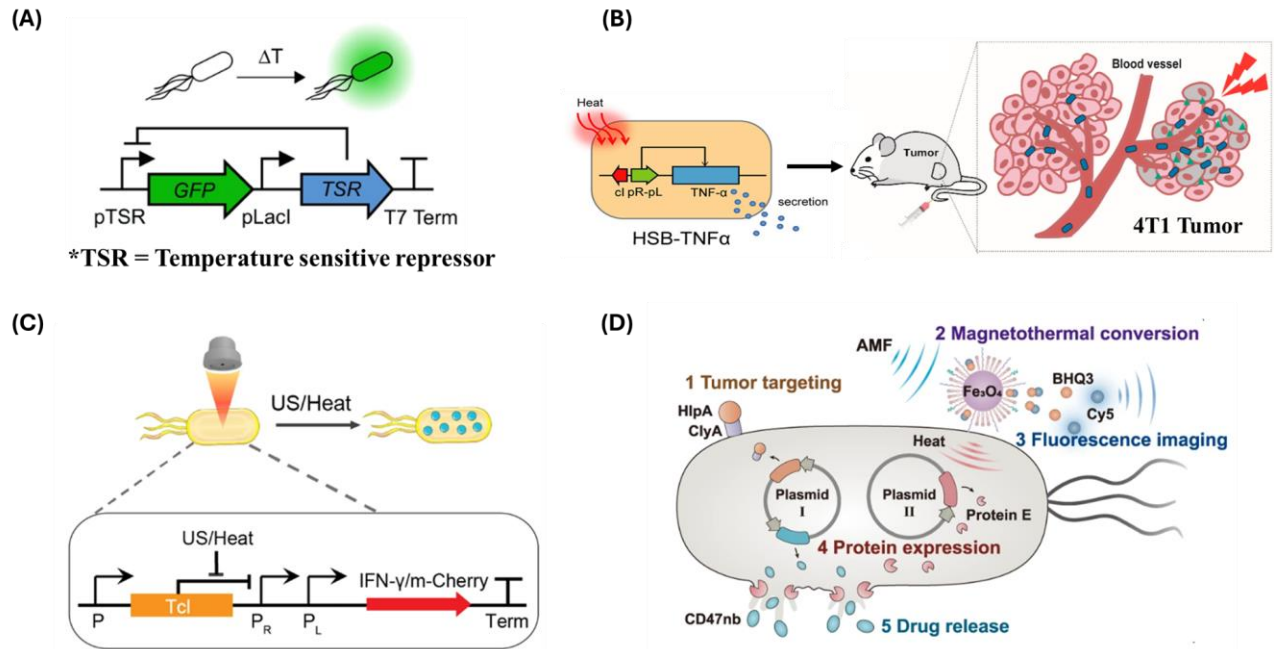 (A)
ΔT
GFP
TSR
pTSR
pLacI
T7 Term
*TSR = Temperature sensitive repressor
(B)
Heat
cI pR-pL
TNF-α
secretion
HSB-TNFα
Tumor
Blood vessel
4T1 Tumor
(C)
US/Heat
US/Heat
IFN-γ/m-Cherry
TcI
P
PR
PL
Term
(D)
AMF
2 Magnetothermal conversion
1 Tumor targeting
Fe₃O₄
BHQ3
Cy5
HlpA
ClyA
3 Fluorescence imaging
Heat
Plasmid
I
Plasmid
II
Protein E
4 Protein expression
CD47nb
5 Drug release